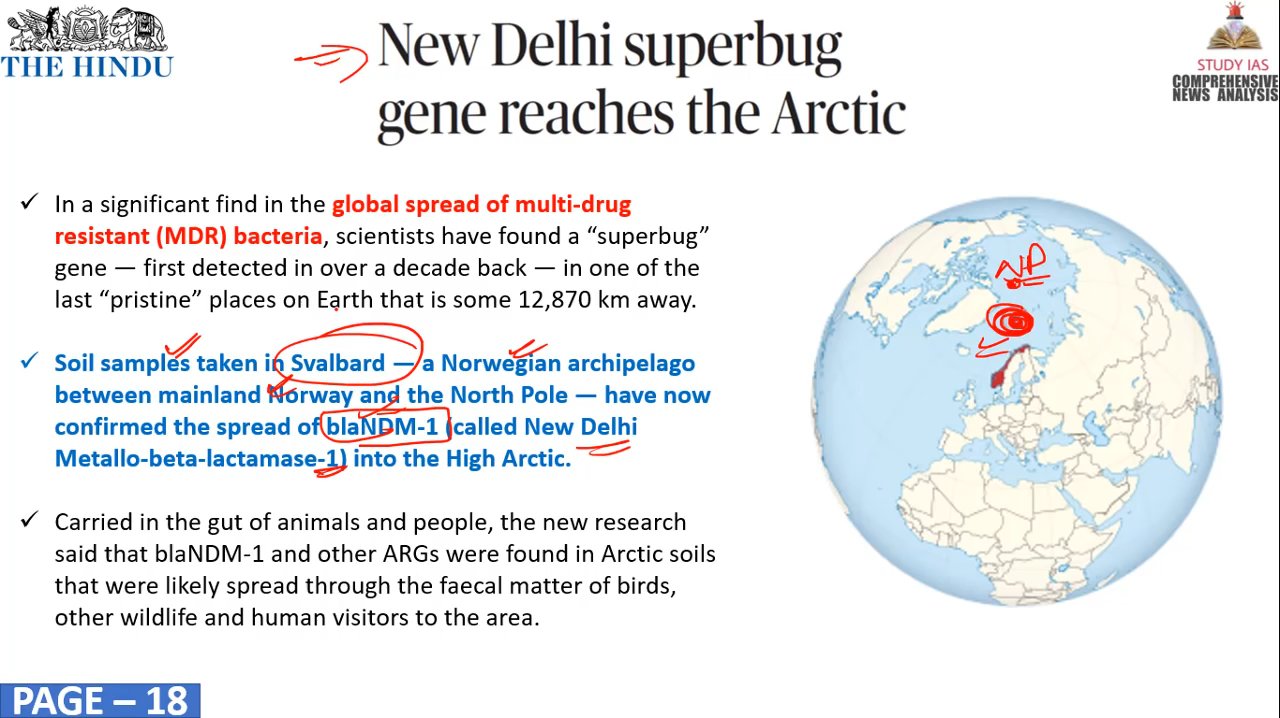 THE HINDU
New Delhi superbug
gene reaches the Arctic
STUDY IAS
COMPREHENSIVE
NEWS ANALYSIS
✓ In a significant find in the global spread of multi-drug
resistant (MDR) bacteria, scientists have found a “superbug”
gene — first detected in over a decade back — in one of the
last “pristine” places on Earth that is some 12,870 km away.
✓ Soil samples taken in Svalbard — a Norwegian archipelago
between mainland Norway and the North Pole — have now
confirmed the spread of blaNDM-1 (called New Delhi
Metallo-beta-lactamase-1) into the High Arctic.
✓ Carried in the gut of animals and people, the new research
said that blaNDM-1 and other ARGs were found in Arctic soils
that were likely spread through the faecal matter of birds,
other wildlife and human visitors to the area.
NP
PAGE – 18